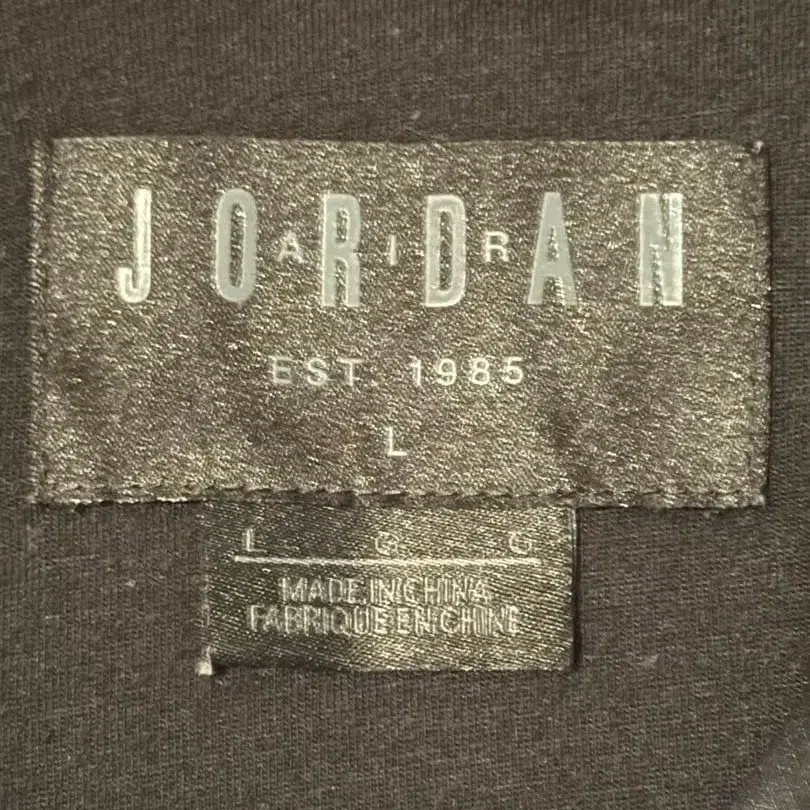 JORDAN
AIR
EST. 1985
L
L G G
MADE IN CHINA
FABRIQUE EN CHINE